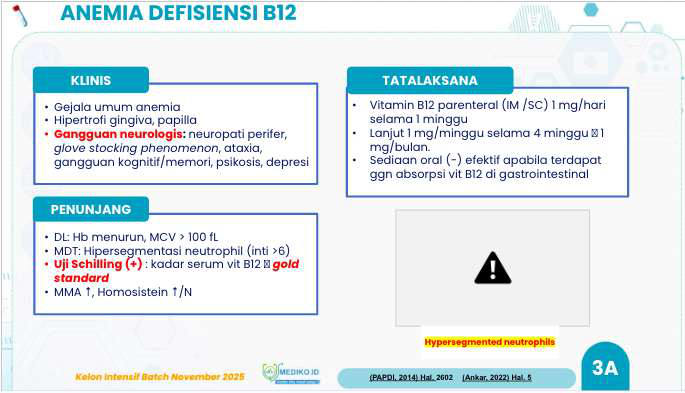 ANEMIA DEFISIENSI B12
KLINIS
• Gejala umum anemia
• Hipertrofi gingiva, papilla
• Gangguan neurologis: neuropati perifer,
glove stocking phenomenon, ataxia,
gangguan kognitif/memori, psikosis, depresi
PENUNJANG
• DL: Hb menurun, MCV > 100 fL
• MDT: Hipersegmentasi neutrophil (inti >6)
• Uji Schilling (+) : kadar serum vit B12 gold
standard
• MMA ↑, Homosistein ↑/N
TATALAKSANA
• Vitamin B12 parenteral (IM /SC) 1 mg/hari
selama 1 minggu
• Lanjut 1 mg/minggu selama 4 minggu 1
mg/bulan.
• Sediaan oral (-) efektif apabila terdapat
ggn absorpsi vit B12 di gastrointestinal
Hypersegmented neutrophils
3A
Kelon Intensif Batch November 2025
MEDIKO.ID
(PAPDI, 2014) Hal. 2602 (Ankar, 2022) Hal. 5